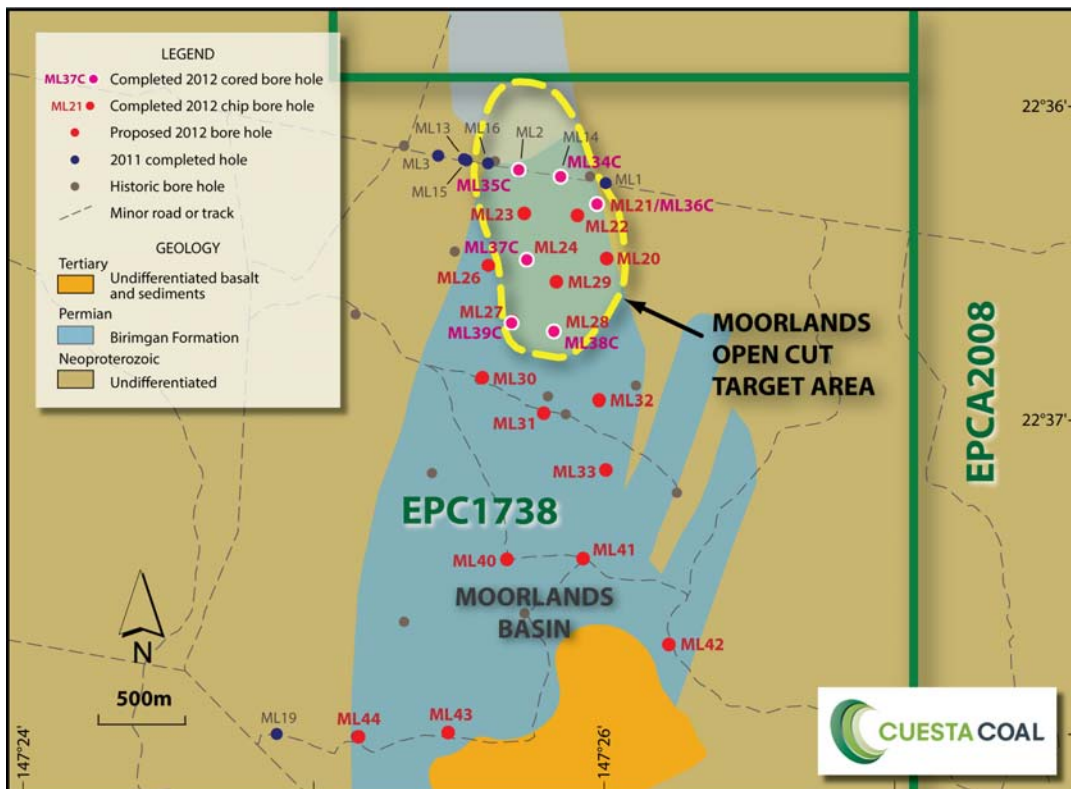 LEGEND
ML37C Completed 2012 cored bore hole
ML21 Completed 2012 chip bore hole
Proposed 2012 bore hole
2011 completed hole
Historic bore hole
Minor road or track
GEOLOGY
Tertiary
Undifferentiated basalt
and sediments
Permian
Birimgan Formation
Neoproterozoic
Undifferentiated
22°36'
ML13
ML16
ML2
ML14
ML3
ML15
ML35C
ML34C
ML1
ML21/ML36C
ML23
ML22
ML37C
ML24
ML20
ML26
ML29
ML27
ML39C
ML28
ML38C
MOORLANDS
OPEN CUT
TARGET AREA
ML30
ML32
ML31
22°37'
ML33
EPCA2008
EPC1738
ML40
ML41
MOORLANDS
BASIN
ML42
N
500m
ML19
ML44
ML43
147°24'
147°26'
CUESTA COAL